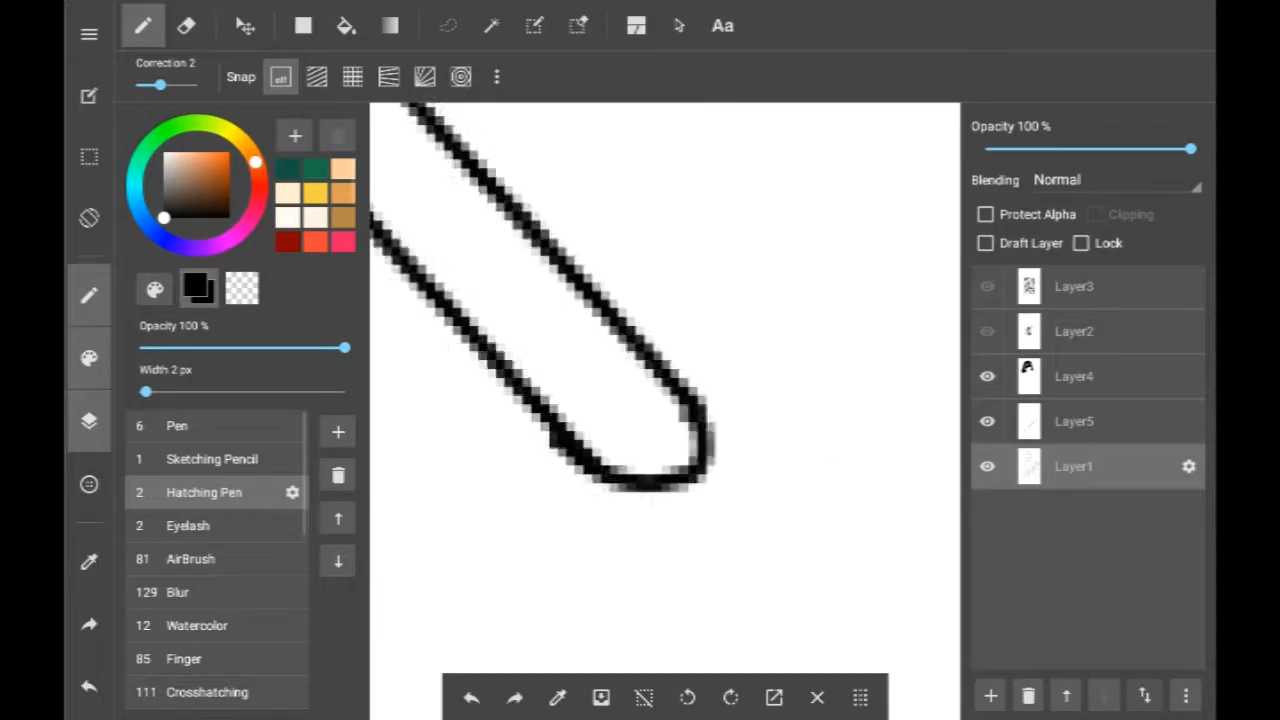 Aa
Correction 2
Snap
off
Opacity 100 %
Width 2 px
6 Pen
1 Sketching Pencil
2 Hatching Pen
2 Eyelash
81 AirBrush
129 Blur
12 Watercolor
85 Finger
111 Crosshatching
Opacity 100 %
Blending Normal
Protect Alpha Clipping
Draft Layer Lock
Layer3
Layer2
Layer4
Layer5
Layer1